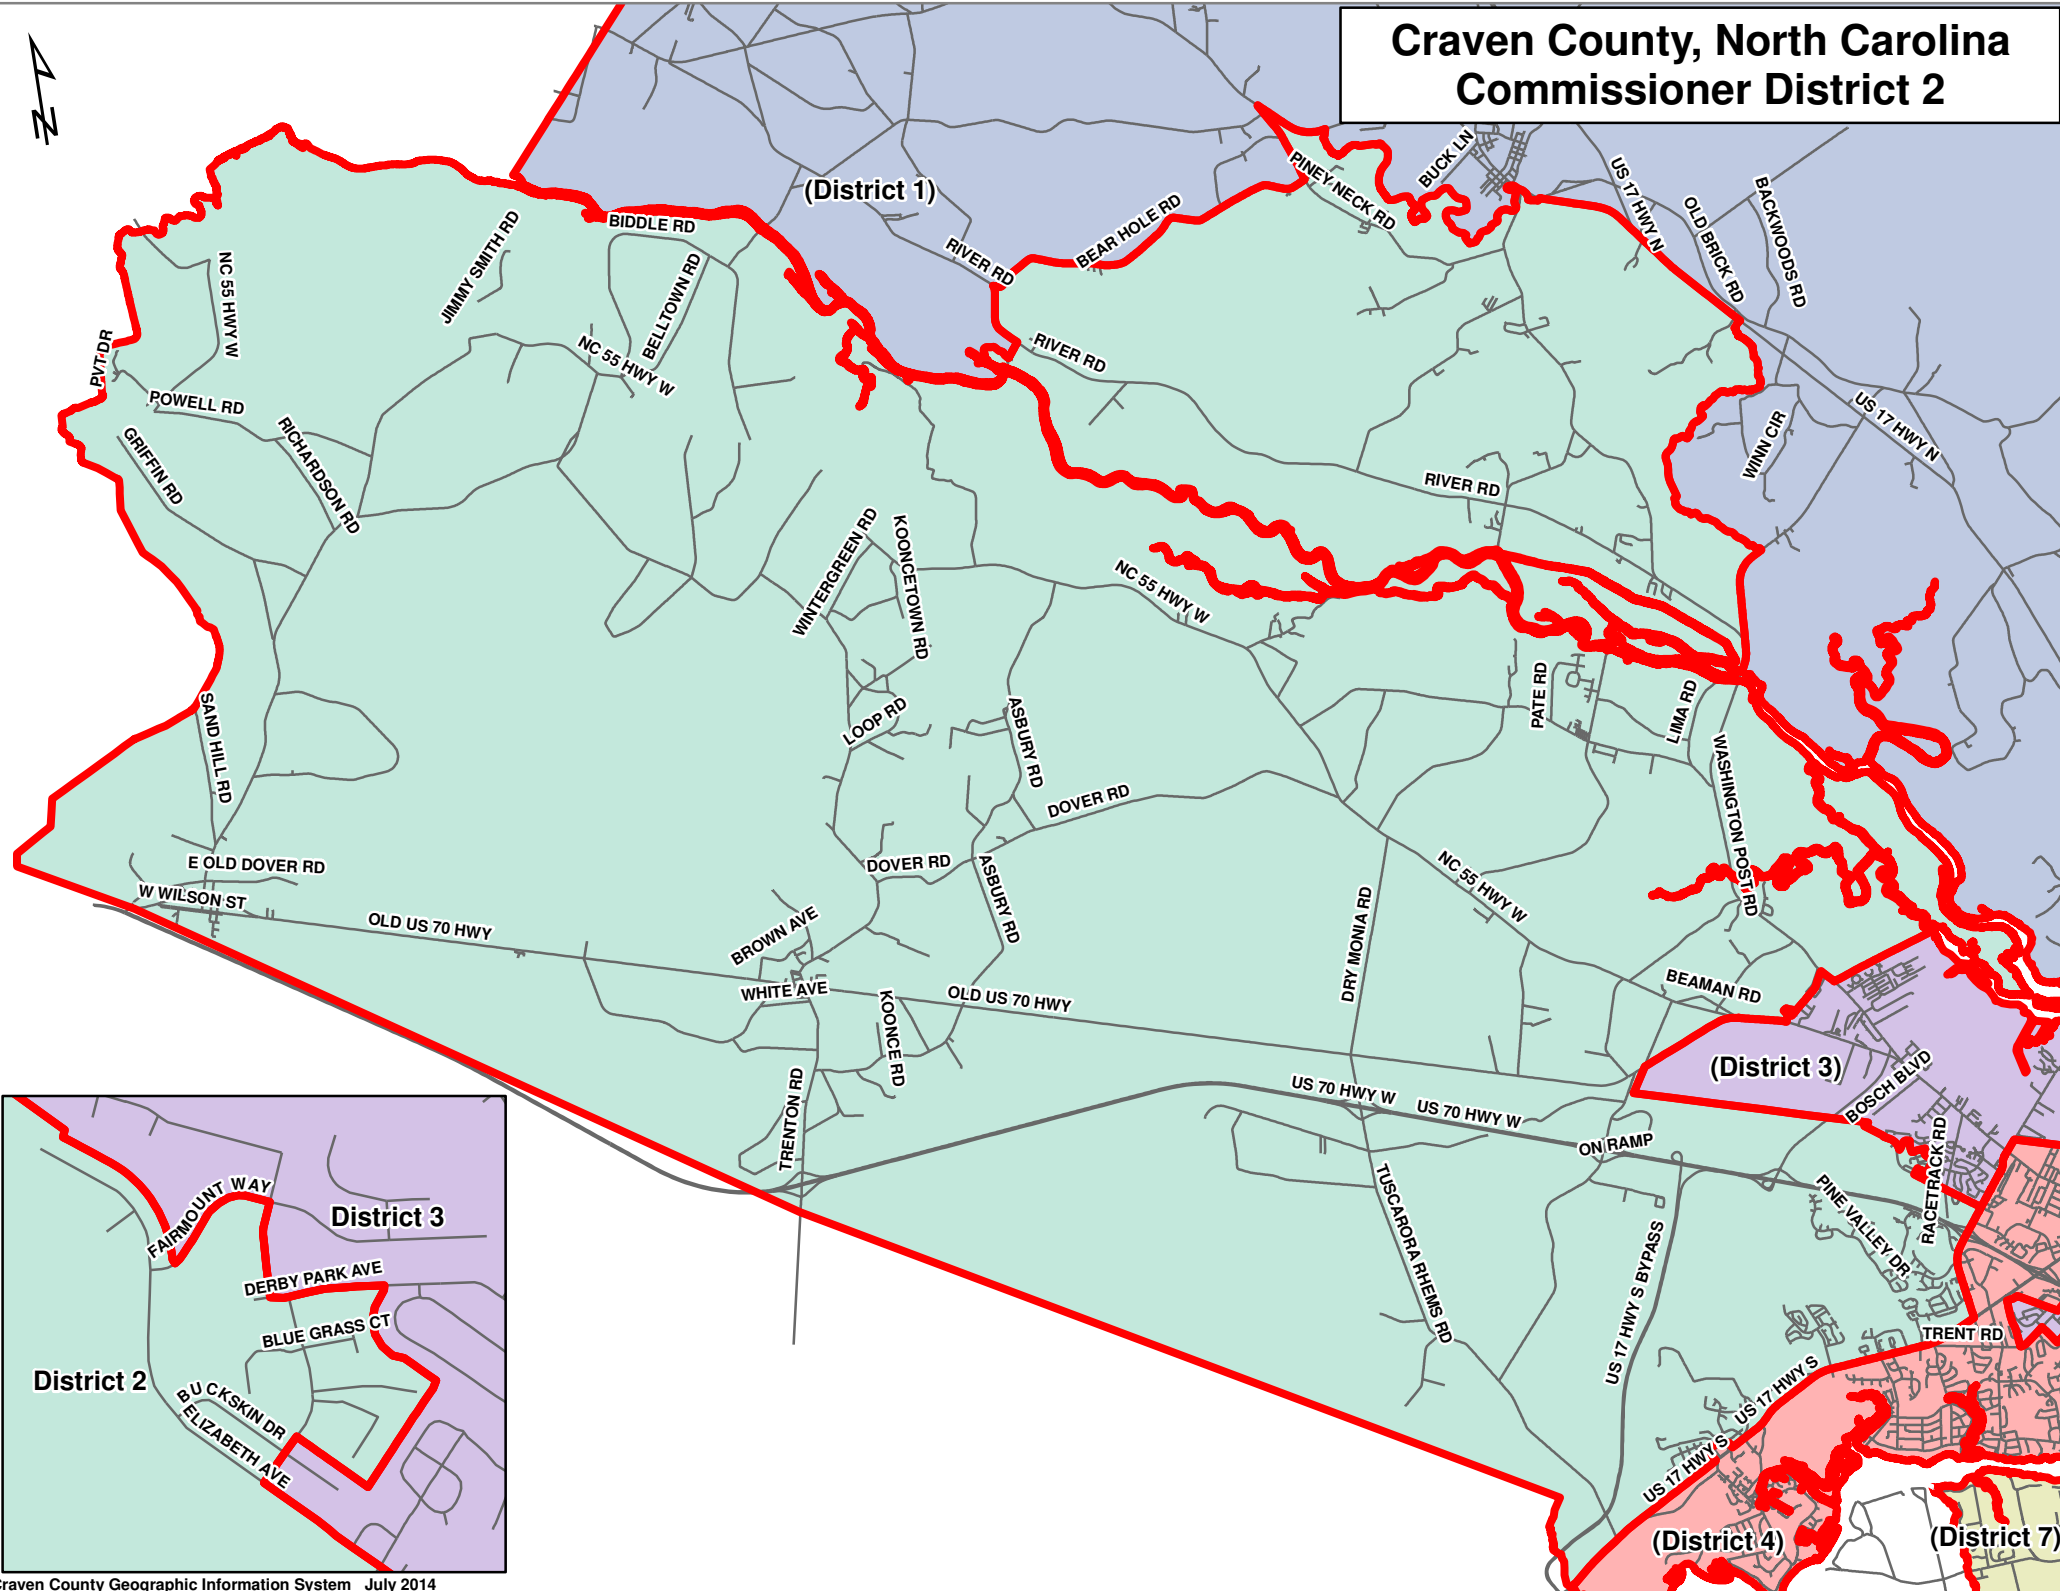 Craven County, North Carolina
Commissioner District 2
N
(District 1)
BUCK LN
PINEY NECK RD
US 17 HWY N
OLD BRICK RD
BACKWOODS RD
BIDDLE RD
JIMMY SMITH RD
BEAR HOLE RD
RIVER RD
NC 55 HWY W
BELLTOWN RD
PVT DR
NC 55 HWY W
RIVER RD
POWELL RD
GRIFFIN RD
RICHARDSON RD
US 17 HWY N
WINN CIR
RIVER RD
WINTERGREEN RD
KOONCETOWN RD
NC 55 HWY W
SAND HILL RD
LOOP RD
ASBURY RD
PATE RD
LIMA RD
WASHINGTON POST RD
DOVER RD
E OLD DOVER RD
DOVER RD
W WILSON ST
ASBURY RD
NC 55 HWY W
OLD US 70 HWY
BROWN AVE
DRY MONIA RD
WHITE AVE
OLD US 70 HWY
BEAMAN RD
KOONCE RD
(District 3)
BOSCH BLVD
TRENTON RD
US 70 HWY W
US 70 HWY W
ON RAMP
RACETRACK RD
TUSCARORA RHEMS RD
PINE VALLEY DR
US 17 HWY S BYPASS
TRENT RD
US 17 HWY S
US 17 HWY S
(District 4)
(District 7)
FAIRMOUNT WAY
District 3
DERBY PARK AVE
BLUE GRASS CT
District 2
BUCKSKIN DR
ELIZABETH AVE
Craven County Geographic Information System July 2014